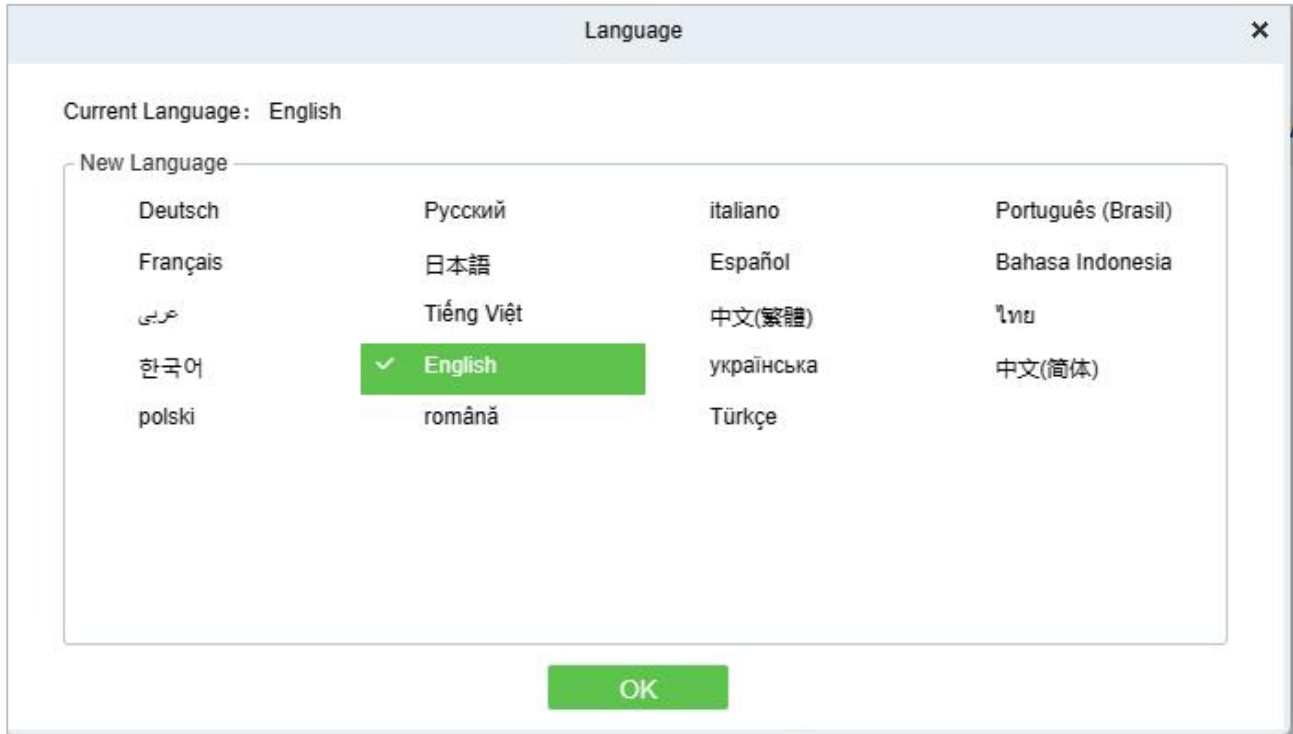 Language
Current Language: English
New Language
Deutsch Русский italiano Português (Brasil)
Français 日本語 Español Bahasa Indonesia
عربى Tiếng Việt 中文(繁體) ไทย
한국어 English українська 中文(简体)
polski română Türkçe
OK